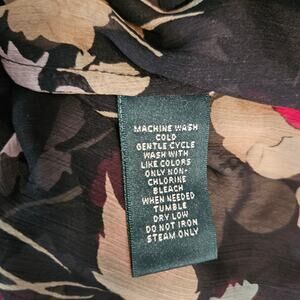 MACHINE WASH
COLD
GENTLE CYCLE
WASH WITH
LIKE COLORS
ONLY NON-
CHLORINE
BLEACH
WHEN NEEDED
TUMBLE
DRY LOW
DO NOT IRON
STEAM ONLY